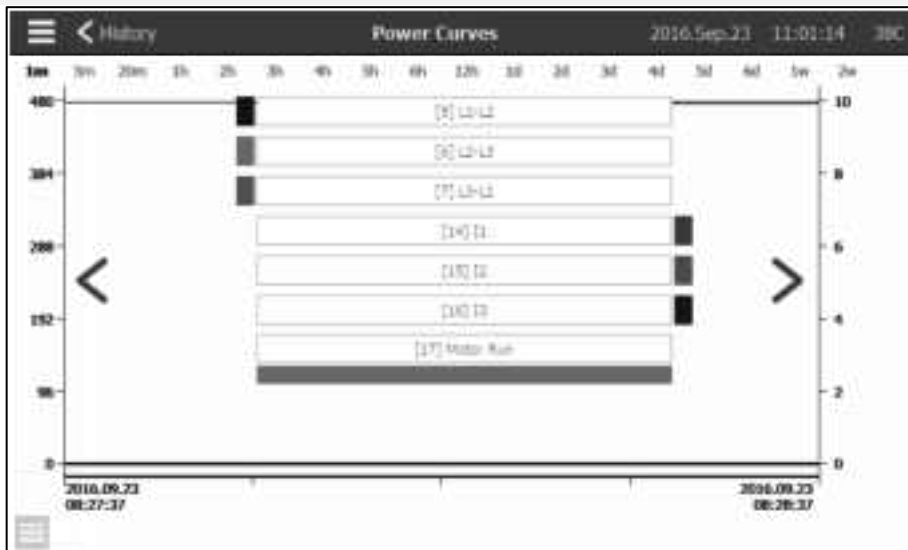 History Power Curves 2016.Sep.23 11:01:14 38C
1m 5m 20m 1h 2h 3h 4h 5h 6h 12h 1d 2d 3d 4d 5d 6d 1w 2w
480 10
[5] L1-L2
[6] L2-L3
384 8
[7] L3-L1
[14] I1
288 6
[15] I2
[16] I3
192 4
[17] Motor Run
96 2
0 0
2016.09.23 2016.09.23
08:27:37 08:28:37